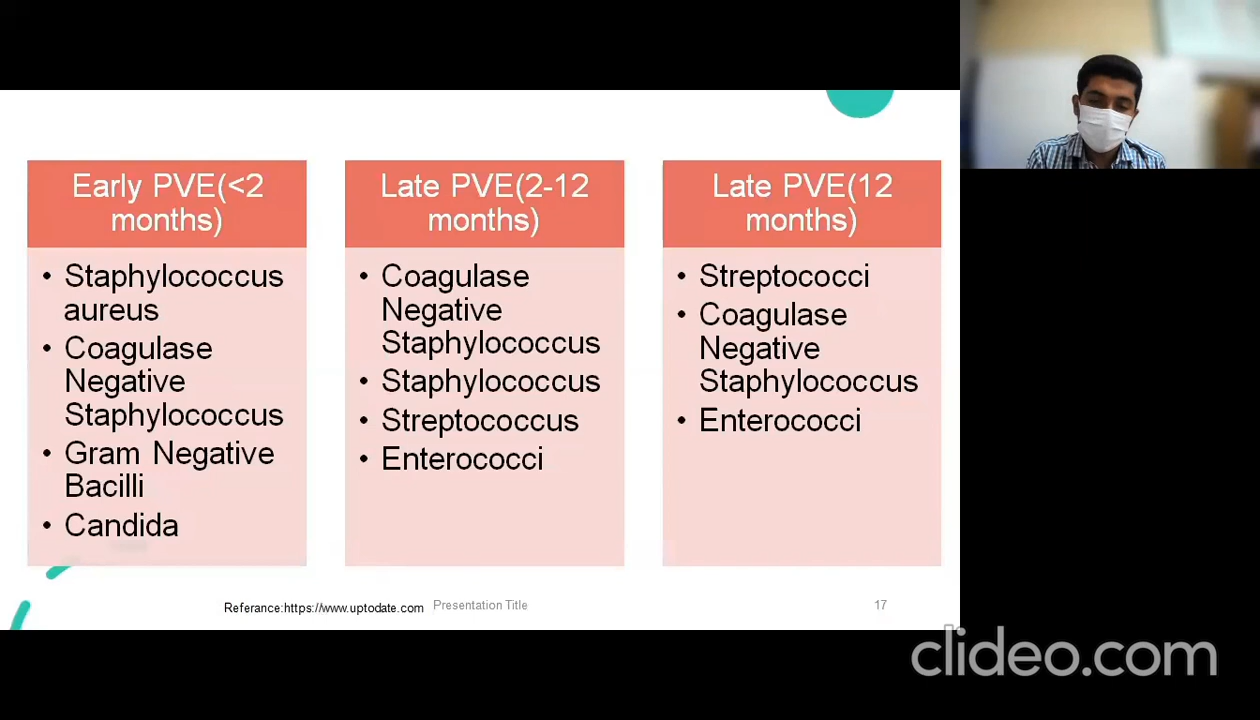 Early PVE(<2
months)
• Staphylococcus
aureus
• Coagulase
Negative
Staphylococcus
• Gram Negative
Bacilli
• Candida
Late PVE(2-12
months)
• Coagulase
Negative
Staphylococcus
• Staphylococcus
• Streptococcus
• Enterococci
Late PVE(12
months)
• Streptococci
• Coagulase
Negative
Staphylococcus
• Enterococci
Referance:https://www.uptodate.com
Presentation Title
17
clideo.com